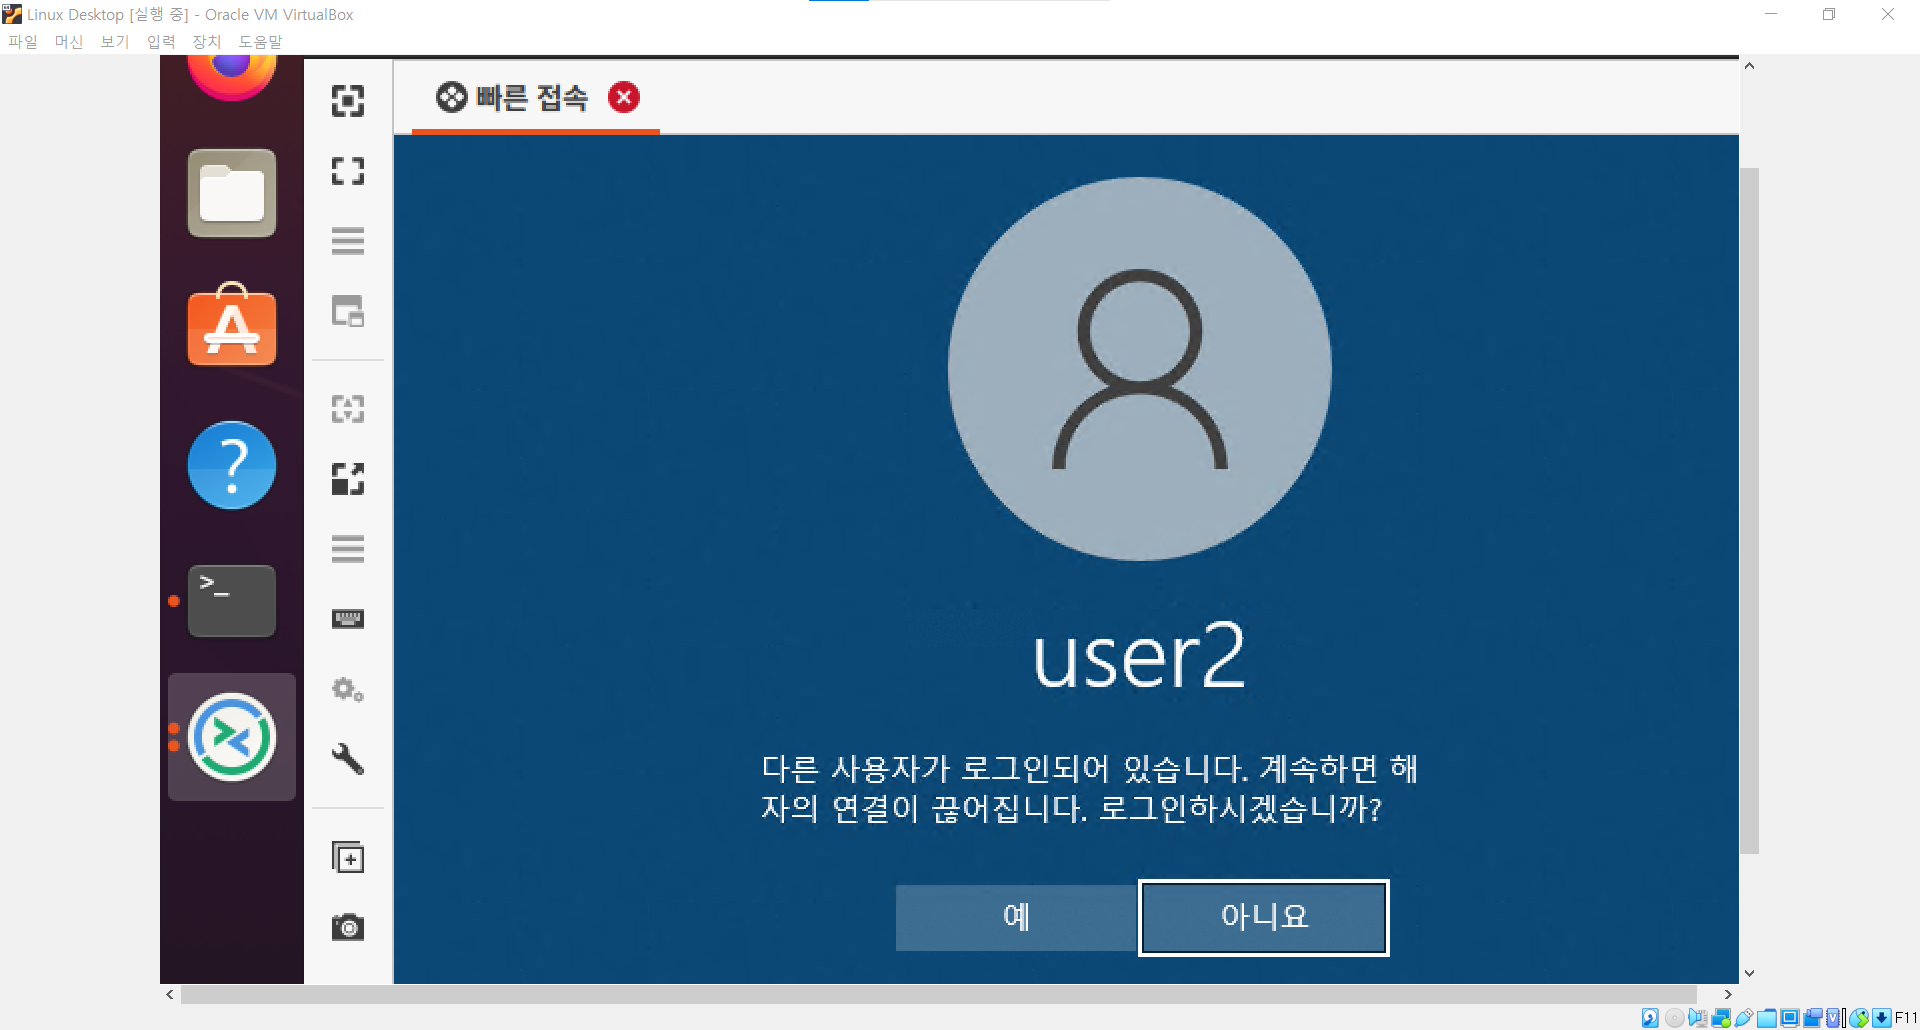 Linux Desktop [실행 중] - Oracle VM VirtualBox
파일 머신 보기 입력 장치 도움말
빠른 접속
user2
다른 사용자가 로그인되어 있습니다. 계속하면 해
자의 연결이 끊어집니다. 로그인하시겠습니까?
예 아니요
F11